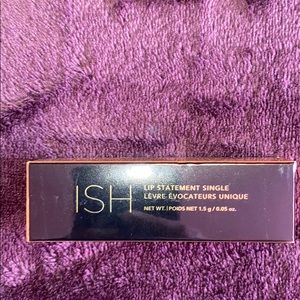 ISH
LIP STATEMENT SINGLE
LÈVRE ÉVOCATEURS UNIQUE
NET WT. | POIDS NET 1.5 g / 0.05 oz.